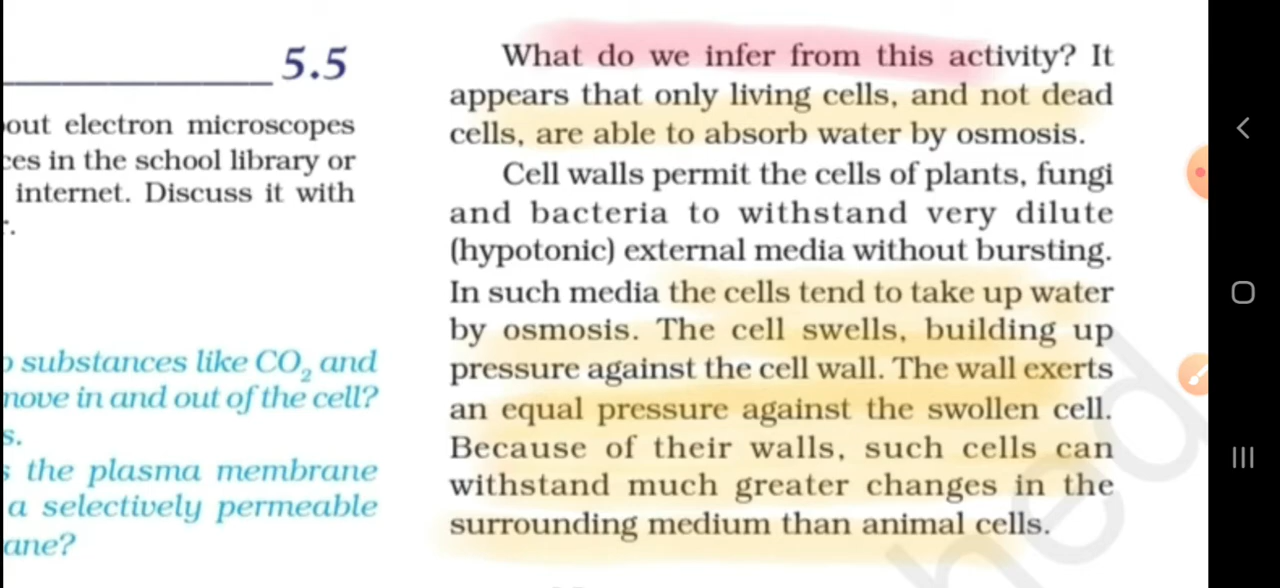 5.5
out electron microscopes
ces in the school library or
internet. Discuss it with
substances like CO₂ and
move in and out of the cell?
s.
the plasma membrane
a selectively permeable
ane?
What do we infer from this activity? It
appears that only living cells, and not dead
cells, are able to absorb water by osmosis.
Cell walls permit the cells of plants, fungi
and bacteria to withstand very dilute
(hypotonic) external media without bursting.
In such media the cells tend to take up water
by osmosis. The cell swells, building up
pressure against the cell wall. The wall exerts
an equal pressure against the swollen cell.
Because of their walls, such cells can
withstand much greater changes in the
surrounding medium than animal cells.
hed